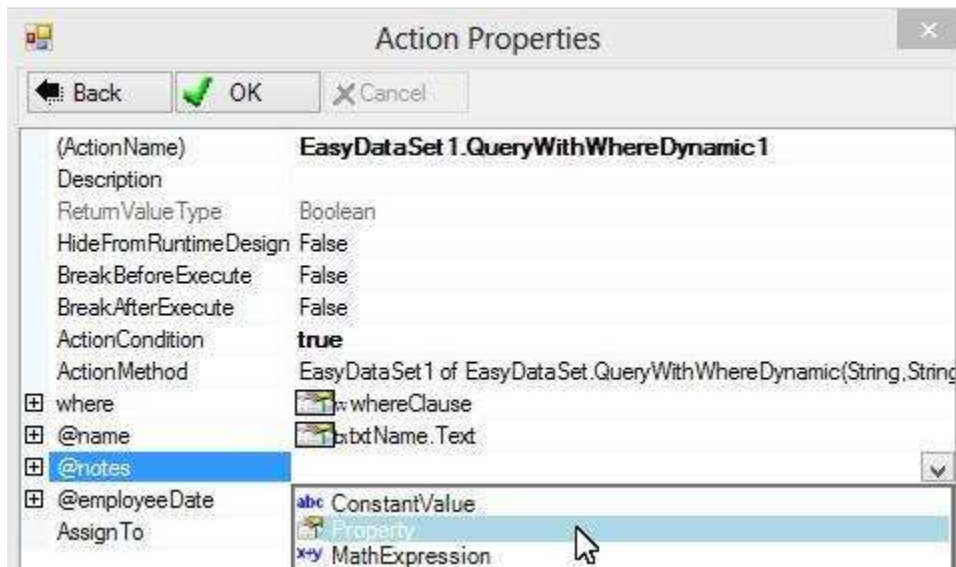 Action Properties
Back OK Cancel
(ActionName) EasyDataSet1.QueryWithWhereDynamic1
Description
ReturnValueType Boolean
HideFromRuntimeDesign False
BreakBeforeExecute False
BreakAfterExecute False
ActionCondition true
ActionMethod EasyDataSet1 of EasyDataSet.QueryWithWhereDynamic(String,String
where whereClause
@name txtName.Text
@notes
@employeeDate abc ConstantValue
AssignTo Property
x+y MathExpression